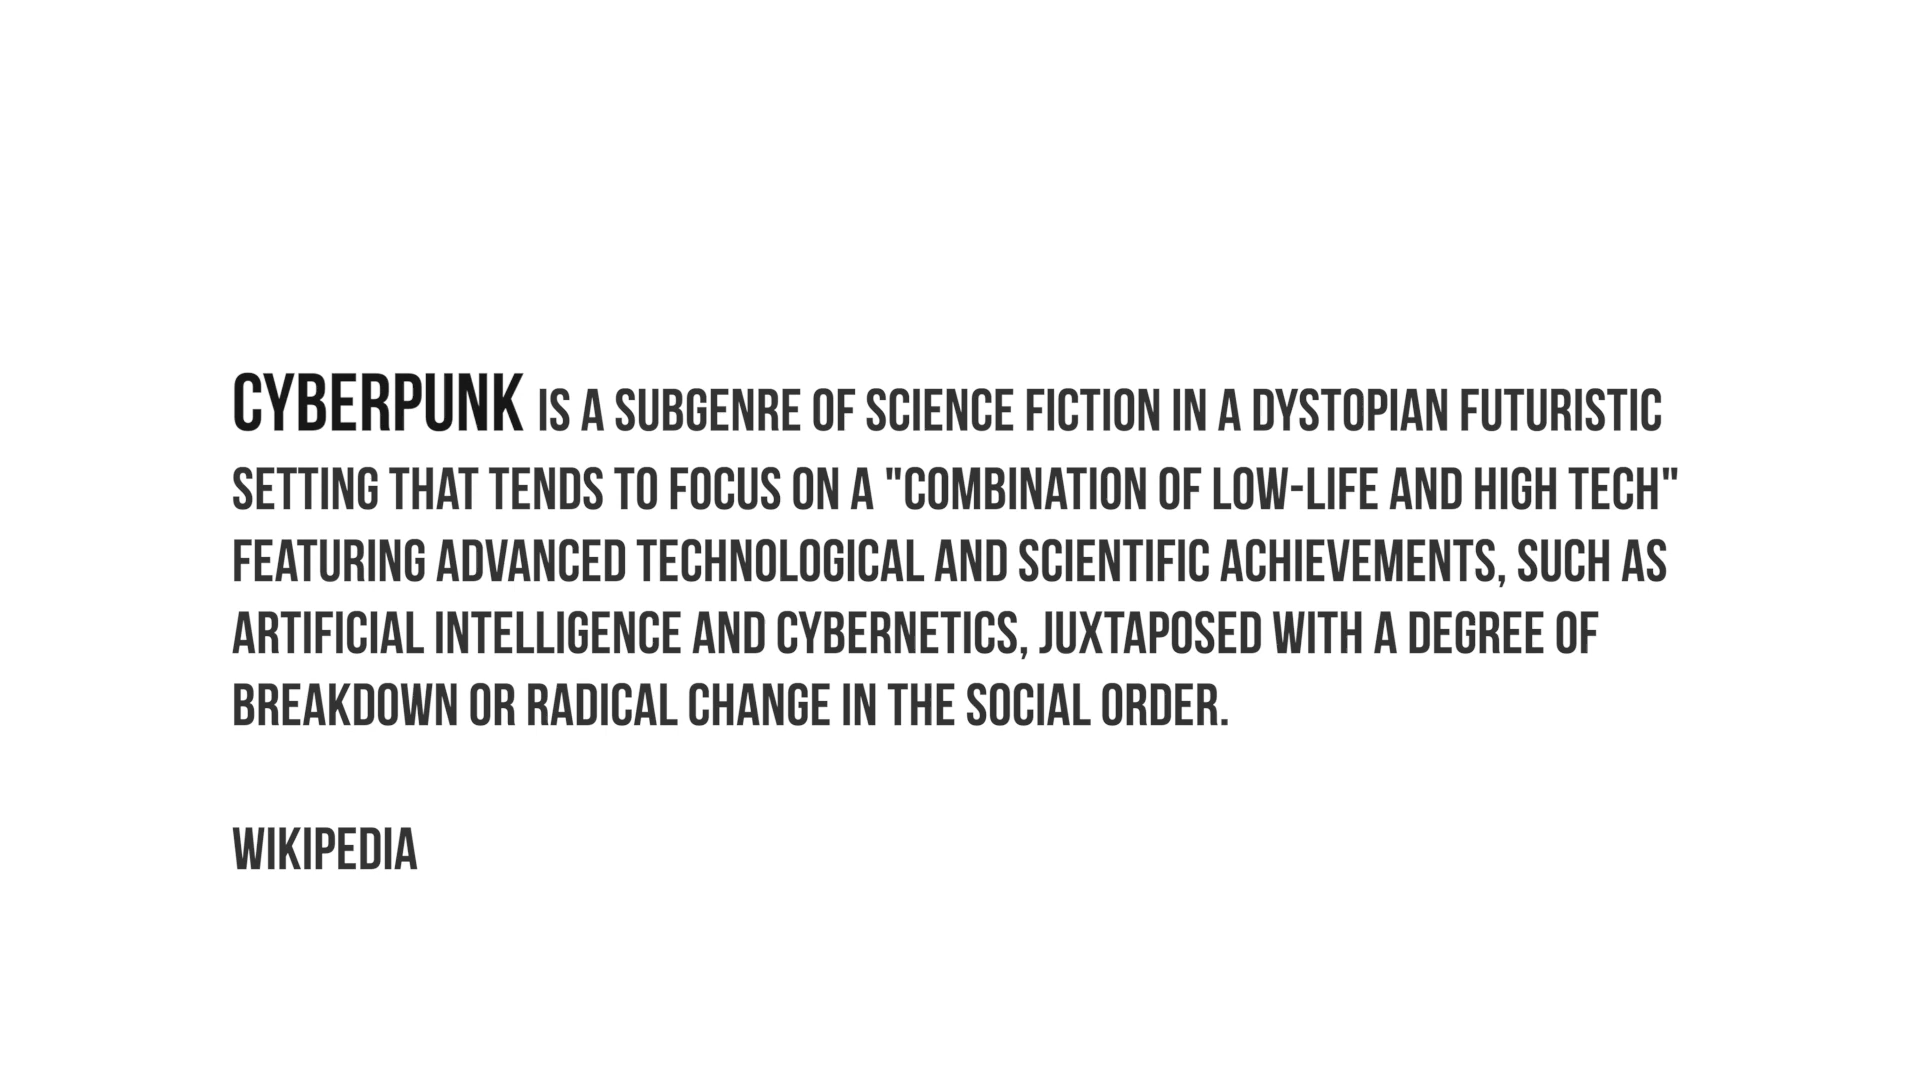 CYBERPUNK IS A SUBGENRE OF SCIENCE FICTION IN A DYSTOPIAN FUTURISTIC
SETTING THAT TENDS TO FOCUS ON A "COMBINATION OF LOW-LIFE AND HIGH TECH"
FEATURING ADVANCED TECHNOLOGICAL AND SCIENTIFIC ACHIEVEMENTS, SUCH AS
ARTIFICIAL INTELLIGENCE AND CYBERNETICS, JUXTAPOSED WITH A DEGREE OF
BREAKDOWN OR RADICAL CHANGE IN THE SOCIAL ORDER.
WIKIPEDIA